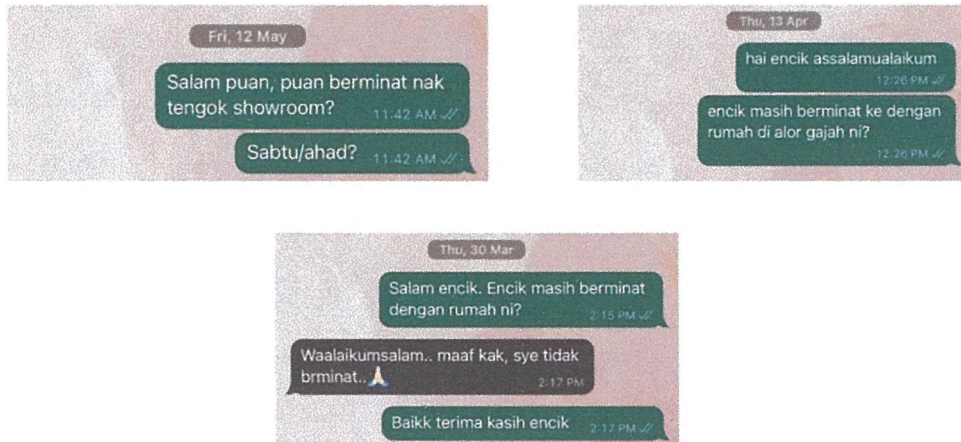 Fri, 12 May
Salam puan, puan berminat nak
tengok showroom?
11:42 AM
Sabtu/ahad?
11:42 AM
Thu, 13 Apr
hai encik assalamualaikum
12:26 PM
encik masih berminat ke dengan
rumah di alor gajah ni?
12:26 PM
Thu, 30 Mar
Salam encik. Encik masih berminat
dengan rumah ni?
2:15 PM
Waalaikumsalam.. maaf kak, sye tidak
brminat..🙏🏻
2:17 PM
Baikk terima kasih encik
2:17 PM